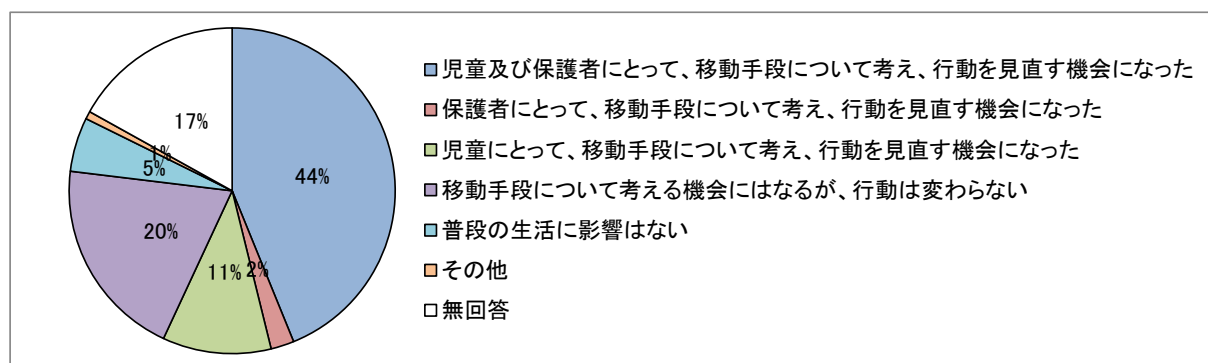 44%
2%
11%
20%
5%
1%
17%
児童及び保護者にとって、移動手段について考え、行動を見直す機会になった
保護者にとって、移動手段について考え、行動を見直す機会になった
児童にとって、移動手段について考え、行動を見直す機会になった
移動手段について考える機会にはなるが、行動は変わらない
普段の生活に影響はない
その他
無回答